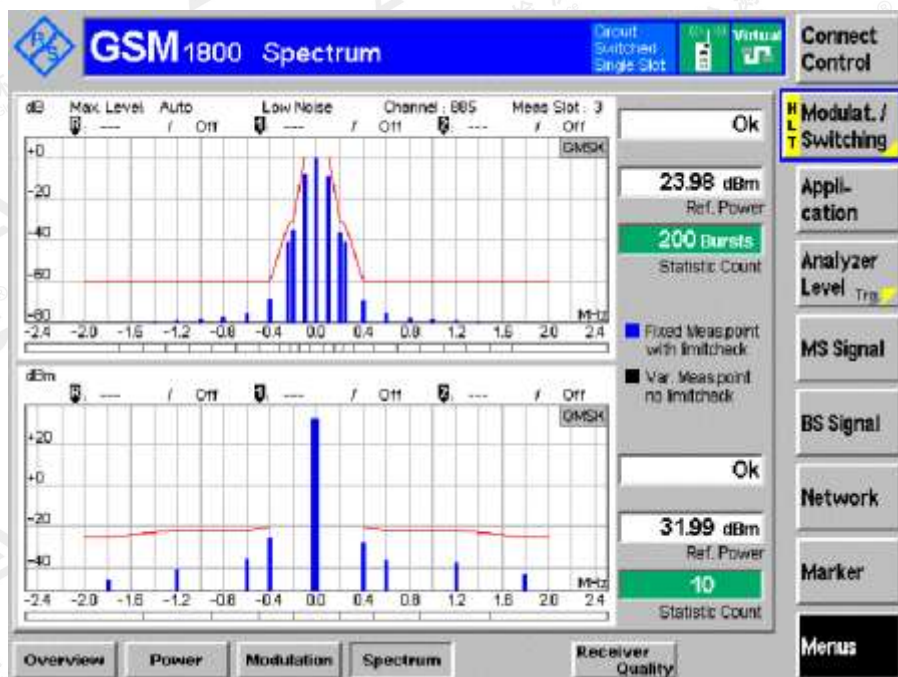 R&S
GSM 1800 Spectrum
Circuit
Switched
Single Slot
Virtual
Connect
Control
dB Max. Level Auto Low Noise Channel : 885 Meas Slot : 3
--- f Off 1: --- f Off 2: --- f Off
GMSK
+0
-20
-40
-60
-80
MHz
-2.4 -2.0 -1.6 -1.2 -0.8 -0.4 0.0 0.4 0.8 1.2 1.6 2.0 2.4
Ok
23.98 dBm
Ref. Power
200 Bursts
Statistic Count
Fixed Meas.point
with limitcheck
Var. Meas.point
no limitcheck
dBm
--- f Off 1: --- f Off 2: --- f Off
GMSK
+20
+0
-20
-40
MHz
-2.4 -2.0 -1.6 -1.2 -0.8 -0.4 0.0 0.4 0.8 1.2 1.6 2.0 2.4
Ok
31.99 dBm
Ref. Power
10
Statistic Count
HLT
Modulat. /
Switching
Appli-
cation
Analyzer
Level Trg.
MS Signal
BS Signal
Network
Marker
Menus
Overview Power Modulation Spectrum Receiver
Quality